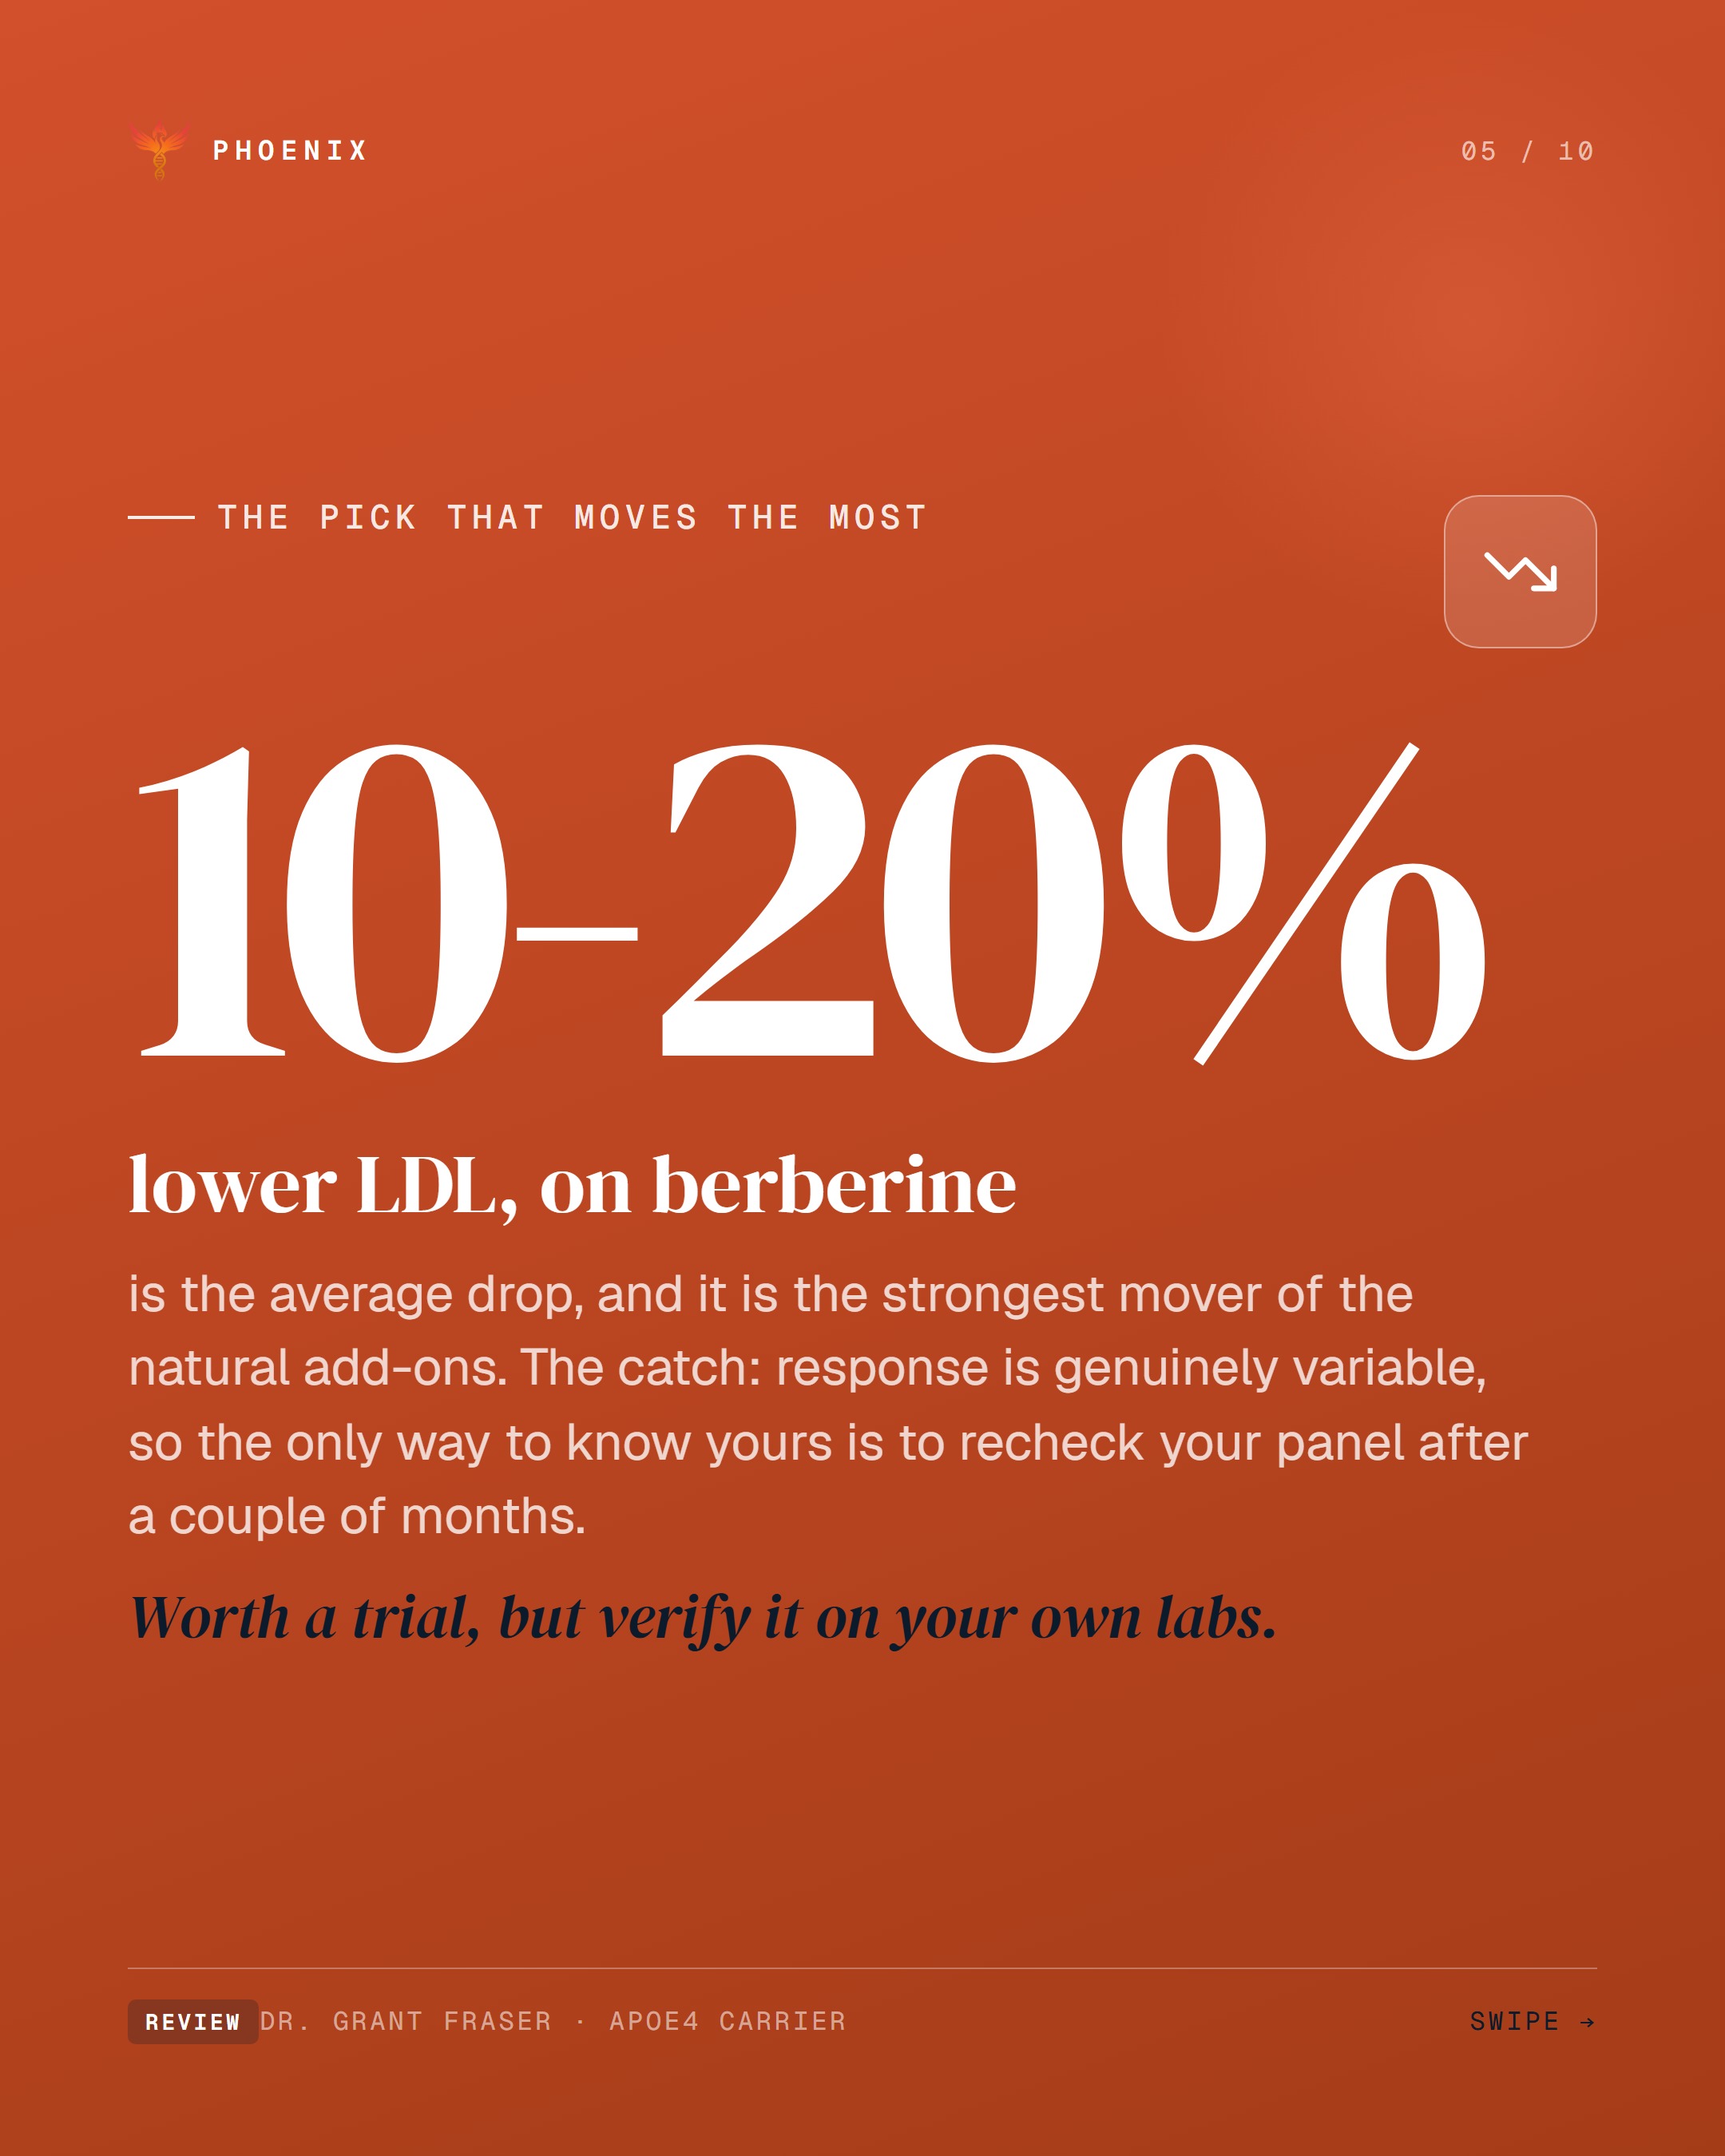 PHOENIX
05 / 10
THE PICK THAT MOVES THE MOST
10–20%
lower LDL, on berberine
is the average drop, and it is the strongest mover of the
natural add-ons. The catch: response is genuinely variable,
so the only way to know yours is to recheck your panel after
a couple of months.
Worth a trial, but verify it on your own labs.
REVIEW DR. GRANT FRASER · APOE4 CARRIER
SWIPE →